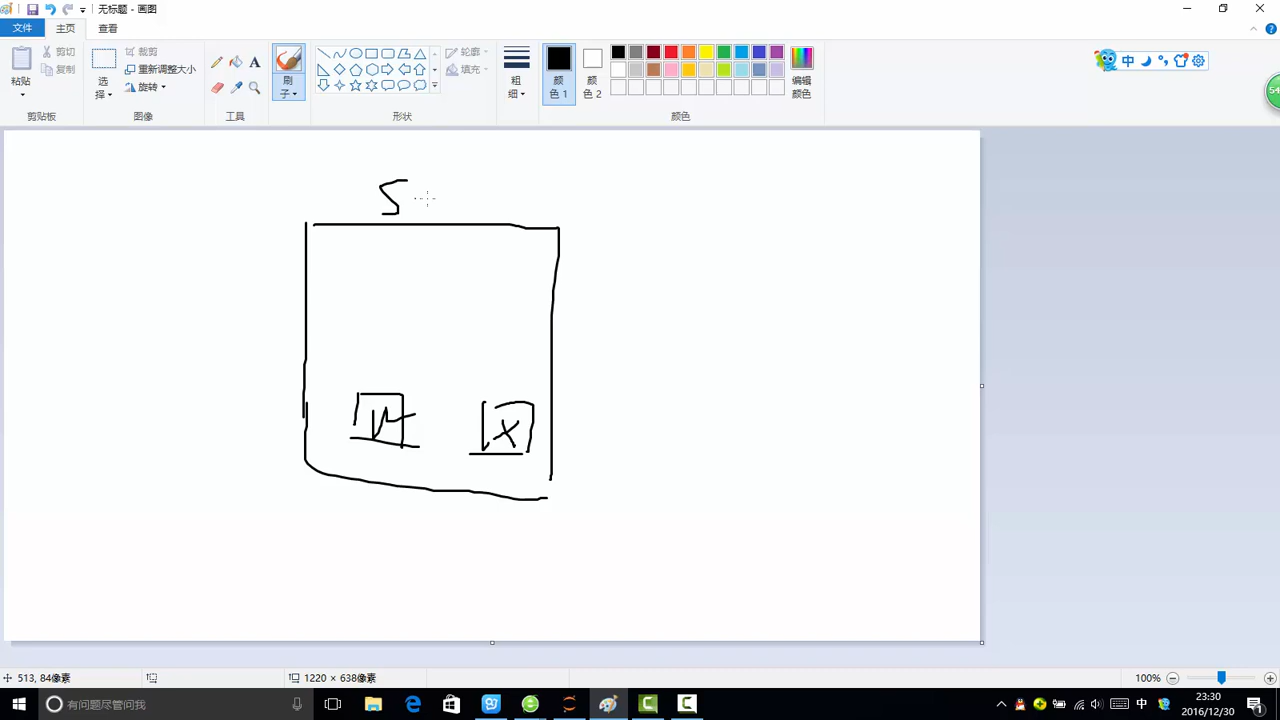 无标题 - 画图
文件 主页 查看
粘贴 剪切 复制
选择 裁剪 重新调整大小 旋转
A
刷子
轮廓 填充
粗细
颜色 1 颜色 2
编辑颜色
中
54
剪贴板 图像 工具 形状 颜色
S
X
513, 84像素 1220 × 638像素 100%
有问题尽管问我
中
23:30
2016/12/30